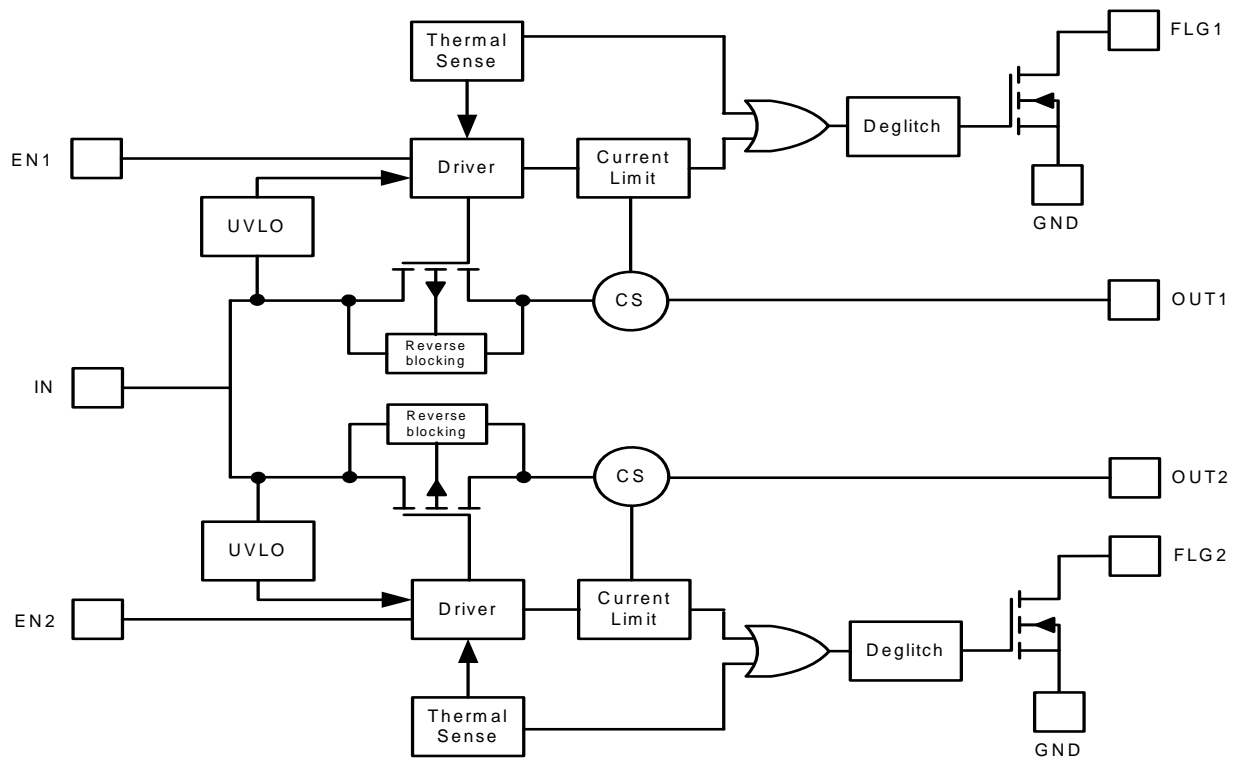 Thermal
Sense
FLG1
Deglitch
EN1
Driver
Current
Limit
UVLO
GND
CS
OUT1
Reverse
blocking
IN
Reverse
blocking
CS
OUT2
UVLO
FLG2
Driver
Current
Limit
EN2
Deglitch
Thermal
Sense
GND